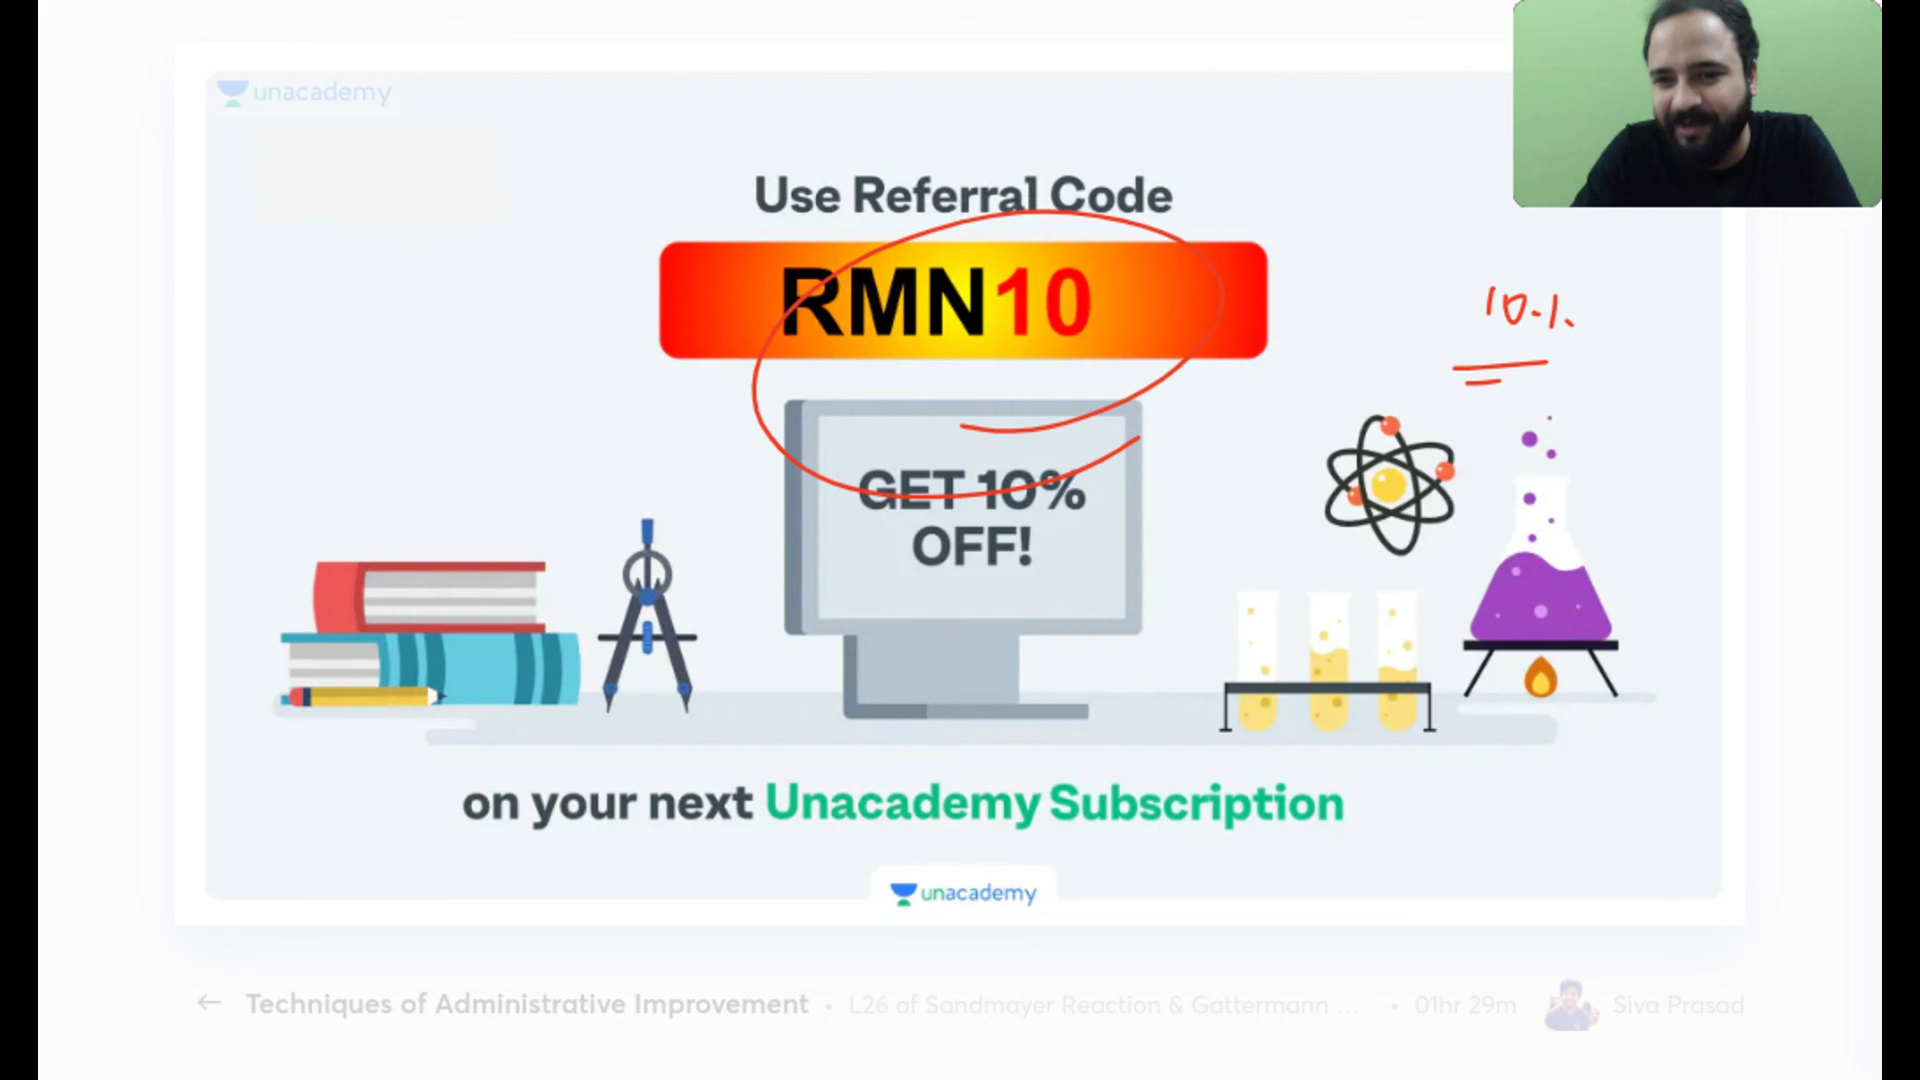 unacademy
Use Referral Code
RMN10
10%
GET 10%
OFF!
on your next Unacademy Subscription
unacademy
← Techniques of Administrative Improvement • L26 of Sandmayer Reaction & Gattermann ... • 01hr 29m Siva Prasad